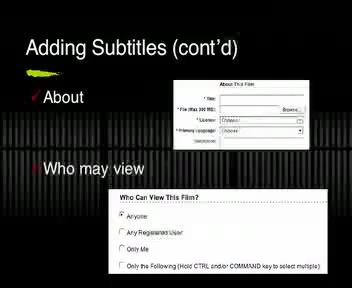 Adding Subtitles (cont'd)
About
About This Film
* Title:
* File (Max 300 MB):
Browse...
* License:
Choose
* Primary Language:
Choose
Description:
Who may view
Who Can View This Film?
Anyone
Any Registered User
Only Me
Only the Following (Hold CTRL and/or COMMAND key to select multiple)